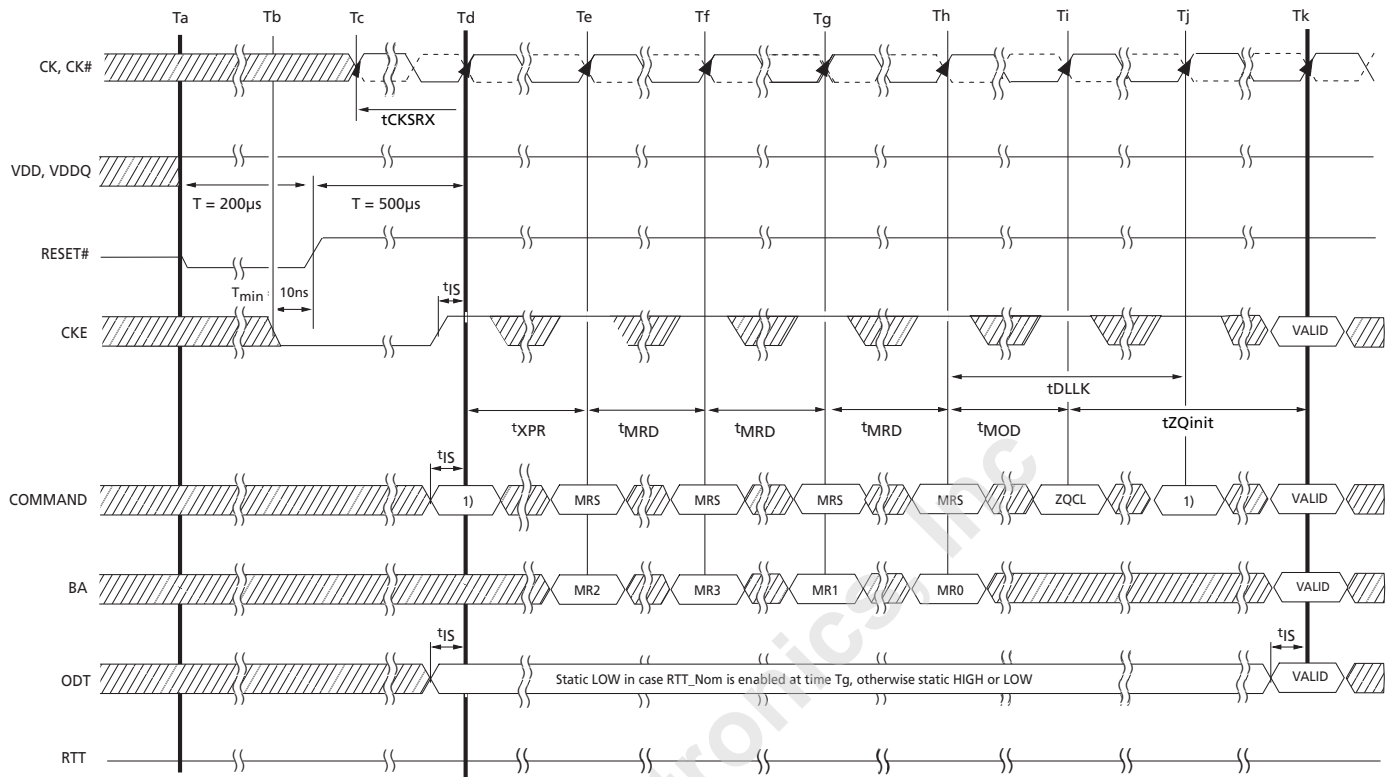 Ta Tb Tc Td Te Tf Tg Th Ti Tj Tk
CK, CK#
tCKSRX
VDD, VDDQ
T = 200µs T = 500µs
RESET#
Tmin 10ns tIS
CKE VALID
tDLLK
tXPR tMRD tMRD tMRD tMOD tZQinit
tIS
COMMAND 1) MRS MRS MRS MRS ZQCL 1) VALID
BA MR2 MR3 MR1 MR0 VALID
tIS tIS
ODT Static LOW in case RTT_Nom is enabled at time Tg, otherwise static HIGH or LOW VALID
RTT
tronics, Inc